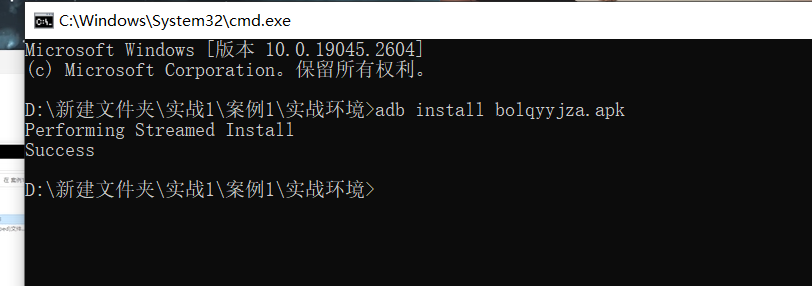 C:\Windows\System32\cmd.exe
Microsoft Windows [版本 10.0.19045.2604]
(c) Microsoft Corporation。保留所有权利。
D:\新建文件夹\实战1\案例1\实战环境>adb install bolqyyjza.apk
Performing Streamed Install
Success
D:\新建文件夹\实战1\案例1\实战环境>